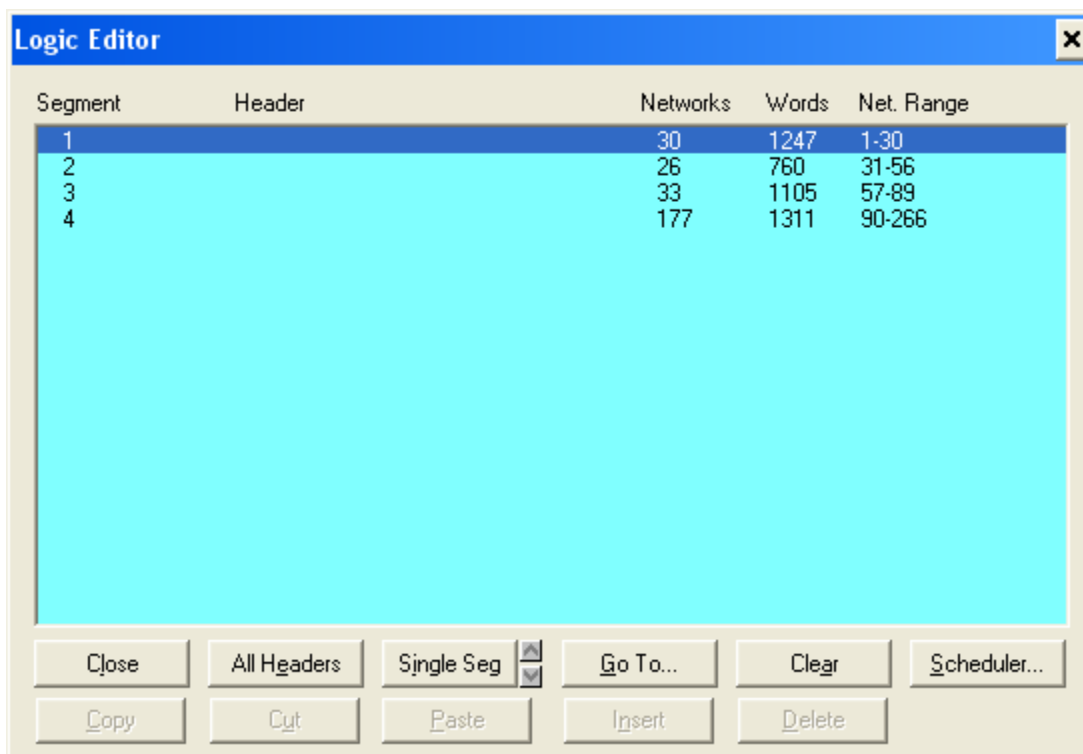 Logic Editor
Segment Header Networks Words Net. Range
1 30 1247 1-30
2 26 760 31-56
3 33 1105 57-89
4 177 1311 90-266
Close All Headers Single Seg Go To... Clear Scheduler...
Copy Cut Paste Insert Delete